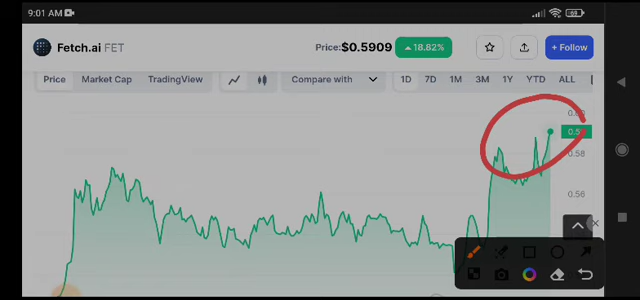 9:01 AM
Fetch.ai FET
Price:$0.5909 18.82%
+ Follow
Price Market Cap TradingView
Compare with
1D 7D 1M 3M 1Y YTD ALL
0.58
0.56